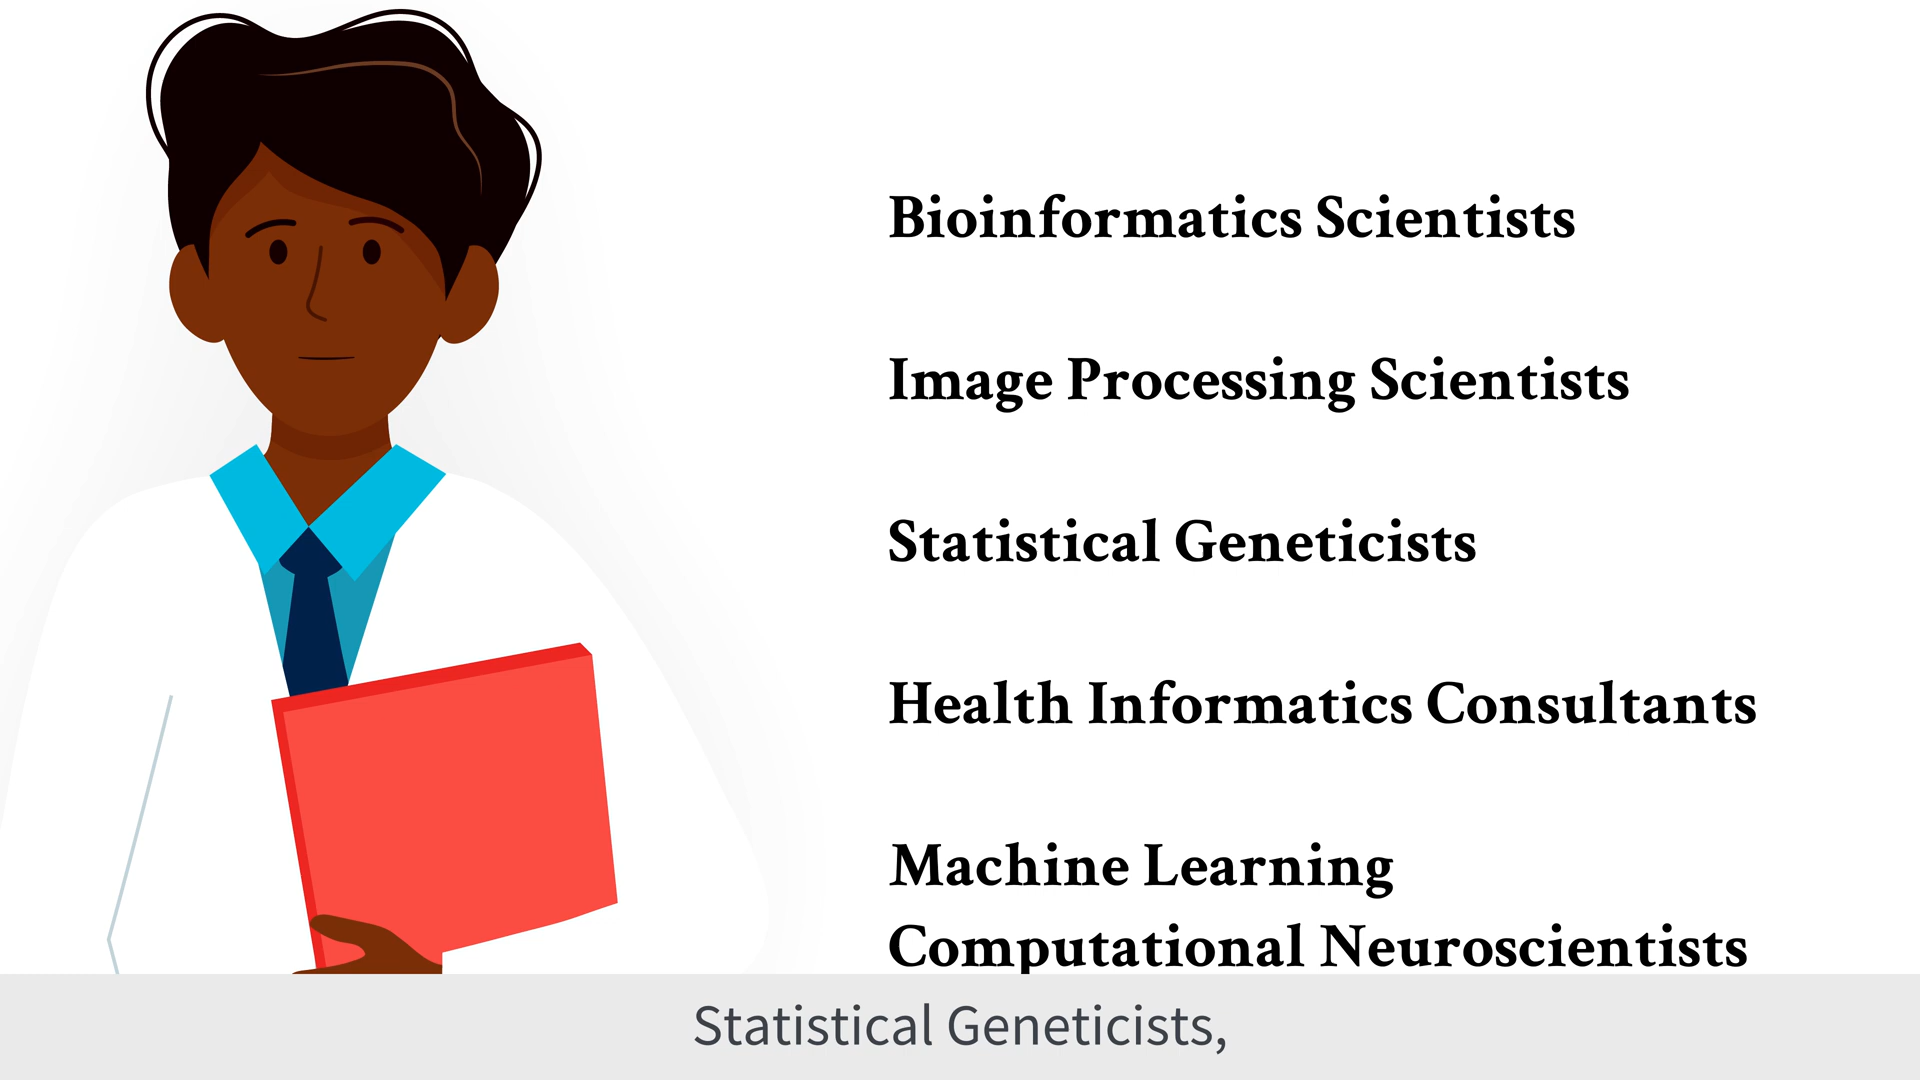 Bioinformatics Scientists
Image Processing Scientists
Statistical Geneticists
Health Informatics Consultants
Machine Learning
Computational Neuroscientists
Statistical Geneticists,